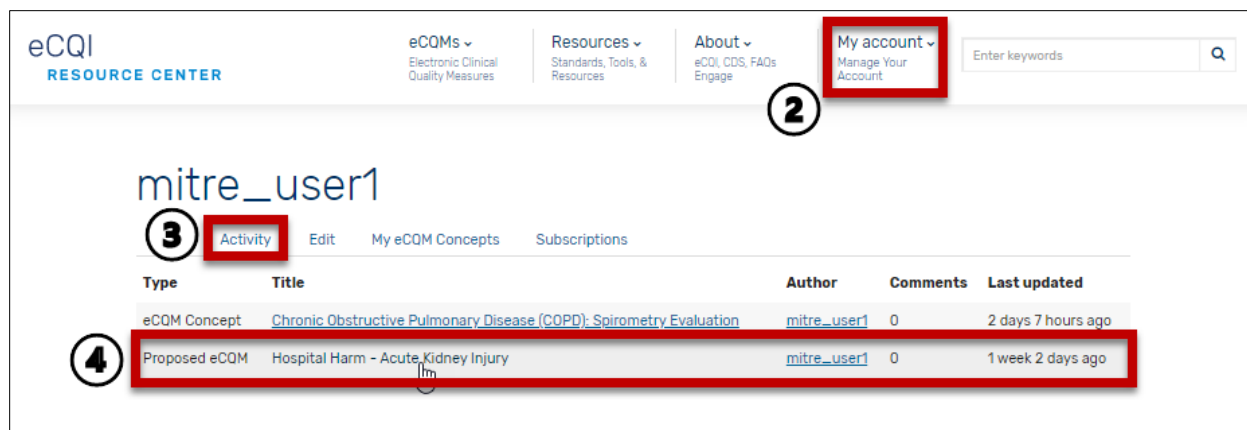 eCQI
RESOURCE CENTER
eCQMs
Electronic Clinical
Quality Measures
Resources
Standards, Tools, &
Resources
About
eCQI, CDS, FAQs
Engage
My account
Manage Your
Account
Enter keywords
2
mitre_user1
3
Activity Edit My eCQM Concepts Subscriptions
Type Title Author Comments Last updated
eCQM Concept Chronic Obstructive Pulmonary Disease (COPD): Spirometry Evaluation mitre_user1 0 2 days 7 hours ago
4
Proposed eCQM Hospital Harm - Acute Kidney Injury mitre_user1 0 1 week 2 days ago